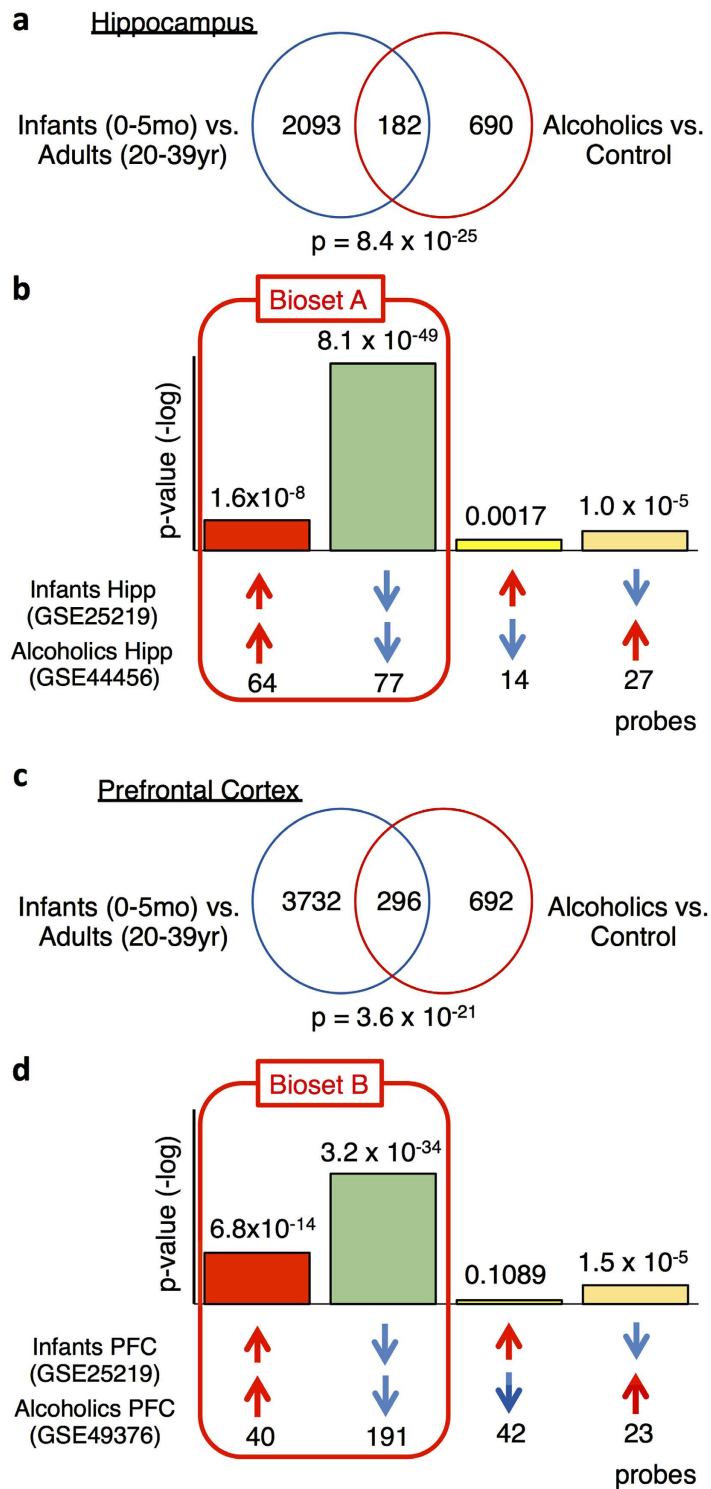 a
Hippocampus
Infants (0-5mo) vs.
Adults (20-39yr)
2093
182
690
Alcoholics vs.
Control
p = 8.4 x 10-25
b
Bioset A
p-value (-log)
1.6x10-8
8.1 x 10-49
0.0017
1.0 x 10-5
Infants Hipp
(GSE25219)
Alcoholics Hipp
(GSE44456)
64
77
14
27
probes
c
Prefrontal Cortex
Infants (0-5mo) vs.
Adults (20-39yr)
3732
296
692
Alcoholics vs.
Control
p = 3.6 x 10-21
d
Bioset B
p-value (-log)
6.8x10-14
3.2 x 10-34
0.1089
1.5 x 10-5
Infants PFC
(GSE25219)
Alcoholics PFC
(GSE49376)
40
191
42
23
probes